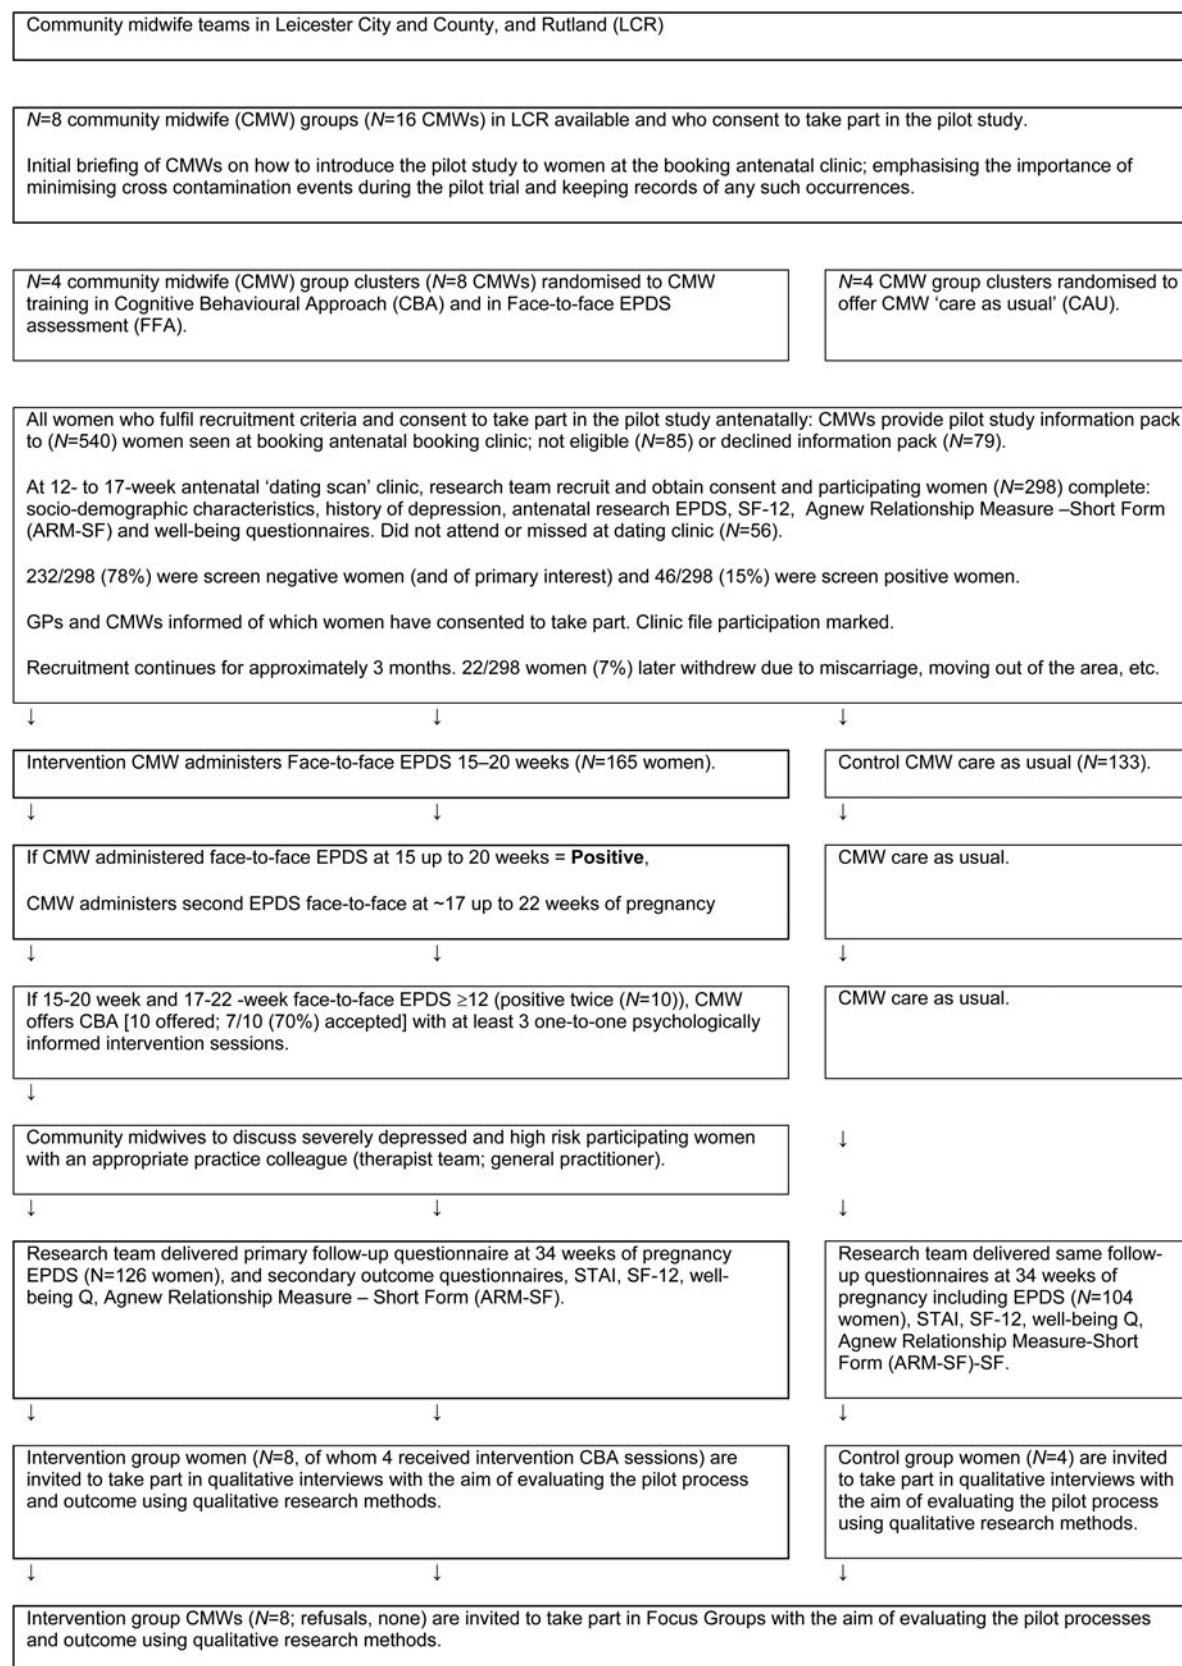 Community midwife teams in Leicester City and County, and Rutland (LCR)
N=8 community midwife (CMW) groups (N=16 CMWs) in LCR available and who consent to take part in the pilot study.
Initial briefing of CMWs on how to introduce the pilot study to women at the booking antenatal clinic; emphasising the importance of
minimising cross contamination events during the pilot trial and keeping records of any such occurrences.
N=4 community midwife (CMW) group clusters (N=8 CMWs) randomised to CMW
training in Cognitive Behavioural Approach (CBA) and in Face-to-face EPDS
assessment (FFA).
N=4 CMW group clusters randomised to
offer CMW ‘care as usual’ (CAU).
All women who fulfil recruitment criteria and consent to take part in the pilot study antenatally: CMWs provide pilot study information pack
to (N=540) women seen at booking antenatal booking clinic; not eligible (N=85) or declined information pack (N=79).
At 12- to 17-week antenatal ‘dating scan’ clinic, research team recruit and obtain consent and participating women (N=298) complete:
socio-demographic characteristics, history of depression, antenatal research EPDS, SF-12, Agnew Relationship Measure –Short Form
(ARM-SF) and well-being questionnaires. Did not attend or missed at dating clinic (N=56).
232/298 (78%) were screen negative women (and of primary interest) and 46/298 (15%) were screen positive women.
GPs and CMWs informed of which women have consented to take part. Clinic file participation marked.
Recruitment continues for approximately 3 months. 22/298 women (7%) later withdrew due to miscarriage, moving out of the area, etc.
↓ ↓ ↓
Intervention CMW administers Face-to-face EPDS 15–20 weeks (N=165 women).
Control CMW care as usual (N=133).
↓ ↓ ↓
If CMW administered face-to-face EPDS at 15 up to 20 weeks = Positive,
CMW administers second EPDS face-to-face at ~17 up to 22 weeks of pregnancy
CMW care as usual.
↓ ↓ ↓
If 15-20 week and 17-22 -week face-to-face EPDS ≥12 (positive twice (N=10)), CMW
offers CBA [10 offered; 7/10 (70%) accepted] with at least 3 one-to-one psychologically
informed intervention sessions.
CMW care as usual.
↓
Community midwives to discuss severely depressed and high risk participating women
with an appropriate practice colleague (therapist team; general practitioner).
↓
↓ ↓ ↓
Research team delivered primary follow-up questionnaire at 34 weeks of pregnancy
EPDS (N=126 women), and secondary outcome questionnaires, STAI, SF-12, well-
being Q, Agnew Relationship Measure – Short Form (ARM-SF).
Research team delivered same follow-
up questionnaires at 34 weeks of
pregnancy including EPDS (N=104
women), STAI, SF-12, well-being Q,
Agnew Relationship Measure-Short
Form (ARM-SF)-SF.
↓ ↓ ↓
Intervention group women (N=8, of whom 4 received intervention CBA sessions) are
invited to take part in qualitative interviews with the aim of evaluating the pilot process
and outcome using qualitative research methods.
Control group women (N=4) are invited
to take part in qualitative interviews with
the aim of evaluating the pilot process
using qualitative research methods.
↓ ↓ ↓
Intervention group CMWs (N=8; refusals, none) are invited to take part in Focus Groups with the aim of evaluating the pilot processes
and outcome using qualitative research methods.